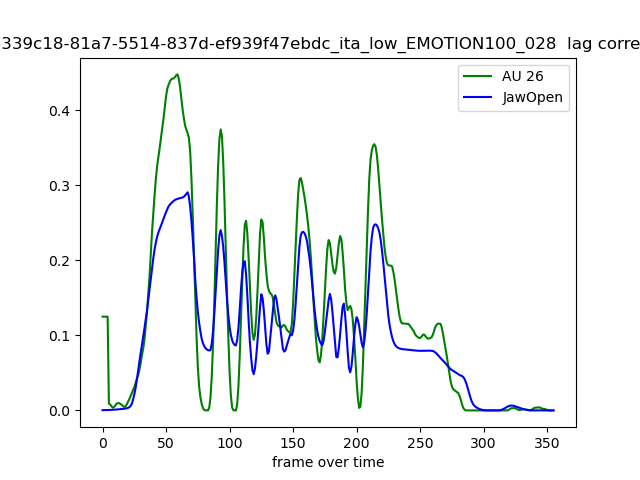 339c18-81a7-5514-837d-ef939f47ebdc_ita_low_EMOTION100_028 lag corre
AU 26
JawOpen
0.4
0.3
0.2
0.1
0.0
0 50 100 150 200 250 300 350
frame over time